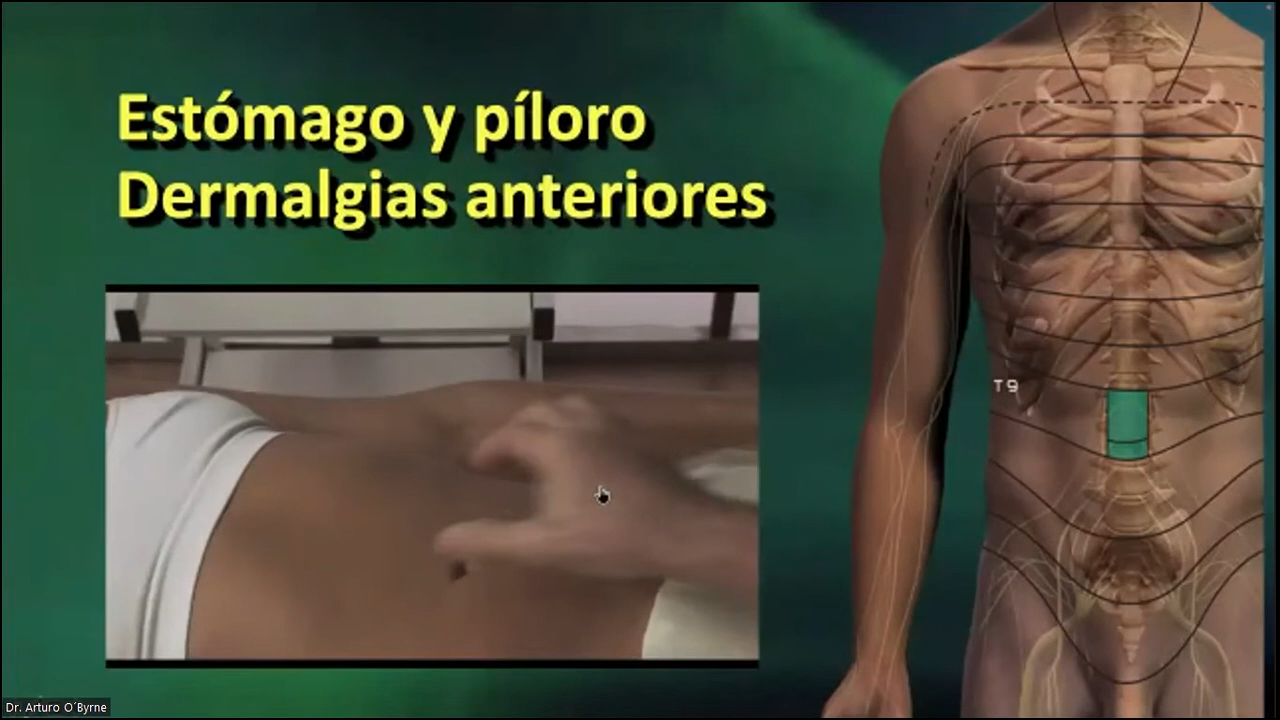 Estómago y píloro
Dermalgias anteriores
T9
Dr. Arturo O´Byrne